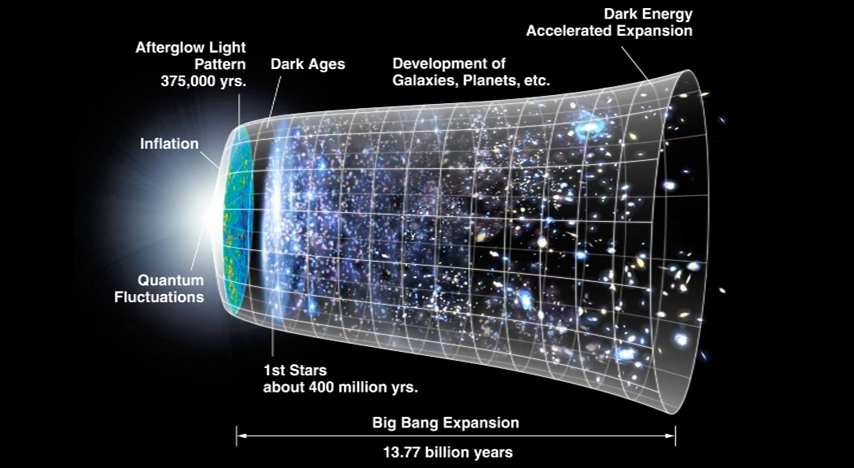 Dark Energy
Accelerated Expansion
Afterglow Light
Pattern
375,000 yrs.
Dark Ages
Development of
Galaxies, Planets, etc.
Inflation
Quantum
Fluctuations
1st Stars
about 400 million yrs.
Big Bang Expansion
13.77 billion years